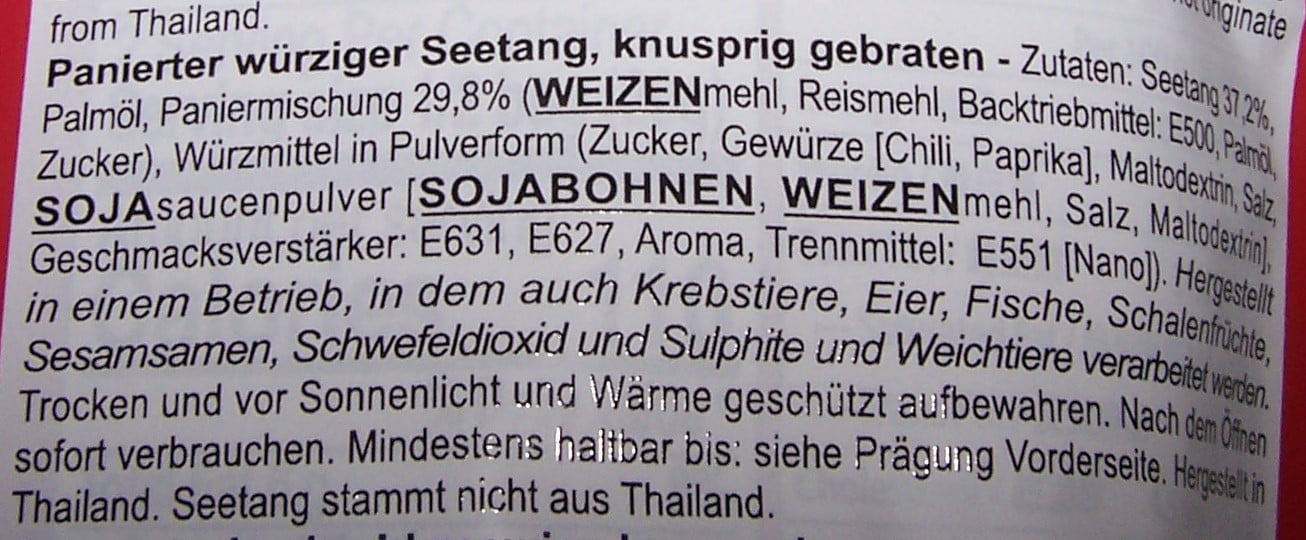 from Thailand.
originate
Panierter würziger Seetang, knusprig gebraten - Zutaten: Seetang 37,2%,
Palmöl, Paniermischung 29,8% (WEIZENmehl, Reismehl, Backtriebmittel: E500, Palmöl,
Zucker), Würzmittel in Pulverform (Zucker, Gewürze [Chili, Paprika], Maltodextrin, Salz,
SOJAsaucenpulver [SOJABOHNEN, WEIZENmehl, Salz, Maltodextrin],
Geschmacksverstärker: E631, E627, Aroma, Trennmittel: E551 [Nano]). Hergestellt
in einem Betrieb, in dem auch Krebstiere, Eier, Fische, Schalenfrüchte,
Sesamsamen, Schwefeldioxid und Sulphite und Weichtiere verarbeitet werden.
Trocken und vor Sonnenlicht und Wärme geschützt aufbewahren. Nach dem Öffnen
sofort verbrauchen. Mindestens haltbar bis: siehe Prägung Vorderseite. Hergestellt in
Thailand. Seetang stammt nicht aus Thailand.